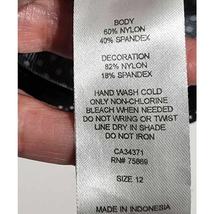 BODY
60% NYLON
40% SPANDEX
DECORATION
82% NYLON
18% SPANDEX
HAND WASH COLD
ONLY NON-CHLORINE
BLEACH WHEN NEEDED
DO NOT WRING OR TWIST
LINE DRY IN SHADE
DO NOT IRON
CA34371
RN# 75869
SIZE 12
MADE IN INDONESIA